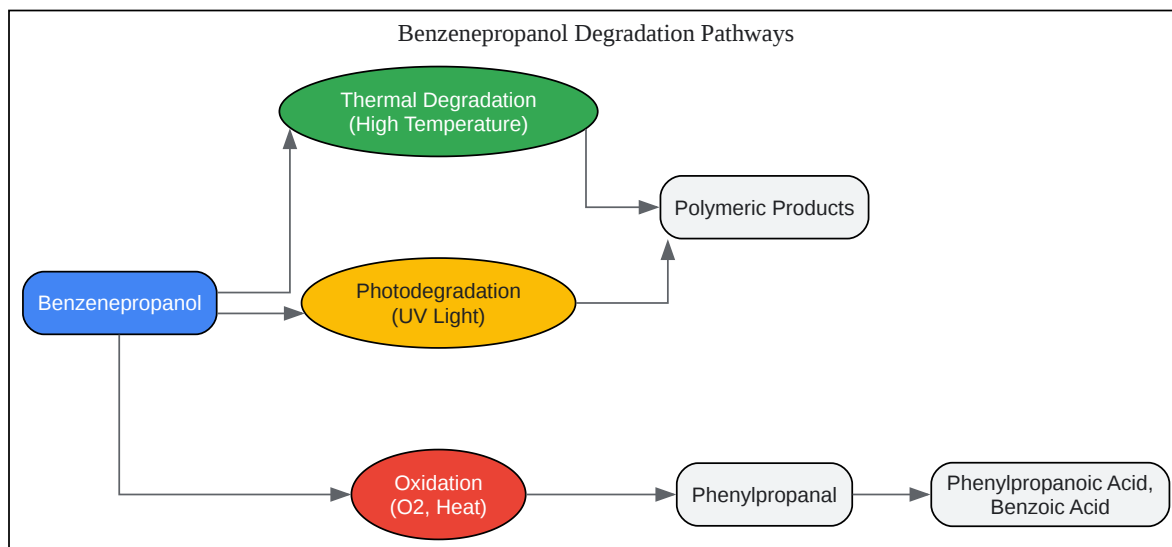 Benzenepropanol Degradation Pathways
Thermal Degradation
(High Temperature)
Polymeric Products
Benzenepropanol
Photodegradation
(UV Light)
Oxidation
(O2, Heat)
Phenylpropanal
Phenylpropanoic Acid,
Benzoic Acid